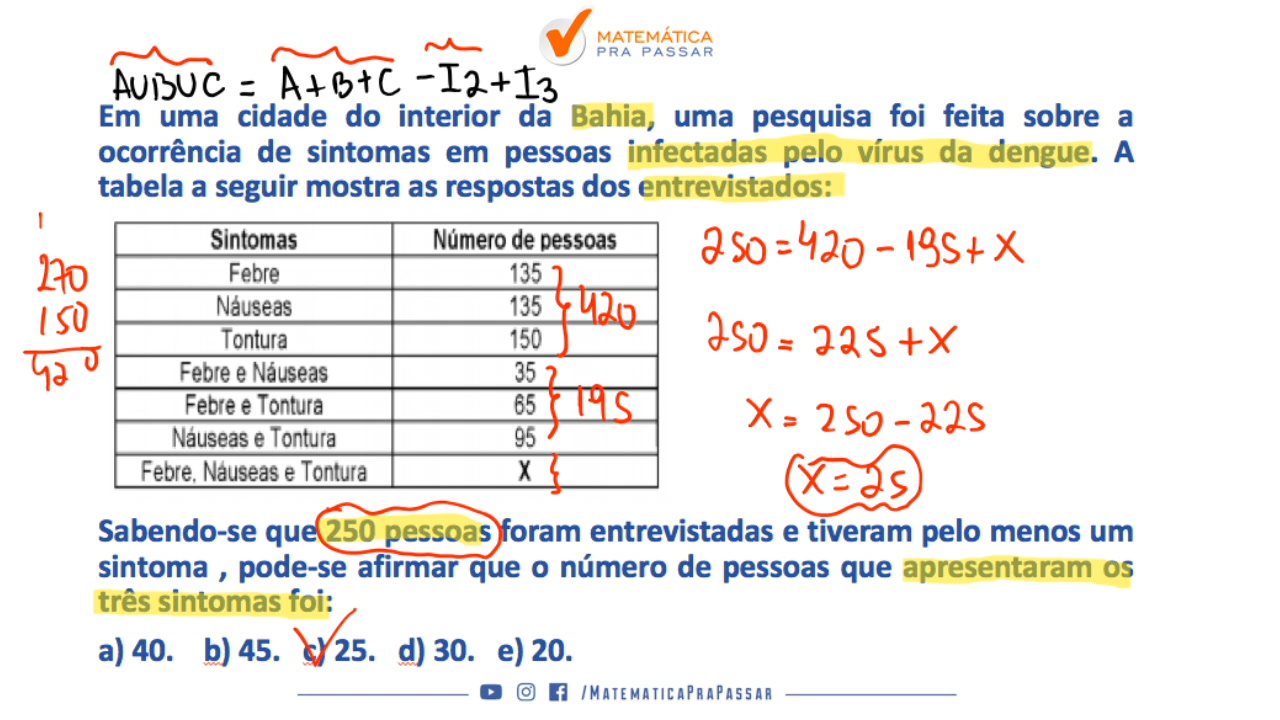 MATEMÁTICA
PRA PASSAR
AUBUC = A+B+C -I2+I3
Em uma cidade do interior da Bahia, uma pesquisa foi feita sobre a
ocorrência de sintomas em pessoas infectadas pelo vírus da dengue. A
tabela a seguir mostra as respostas dos entrevistados:
Sintomas Número de pessoas
Febre 135
Náuseas 135
Tontura 150
Febre e Náuseas 35
Febre e Tontura 65
Náuseas e Tontura 95
Febre, Náuseas e Tontura X
1
270
150
420
420
195
250=420-195+X
250=225+X
X=250-225
X=25
Sabendo-se que 250 pessoas foram entrevistadas e tiveram pelo menos um
sintoma , pode-se afirmar que o número de pessoas que apresentaram os
três sintomas foi:
a) 40. b) 45. c) 25. d) 30. e) 20.
/MatematicaPraPassar